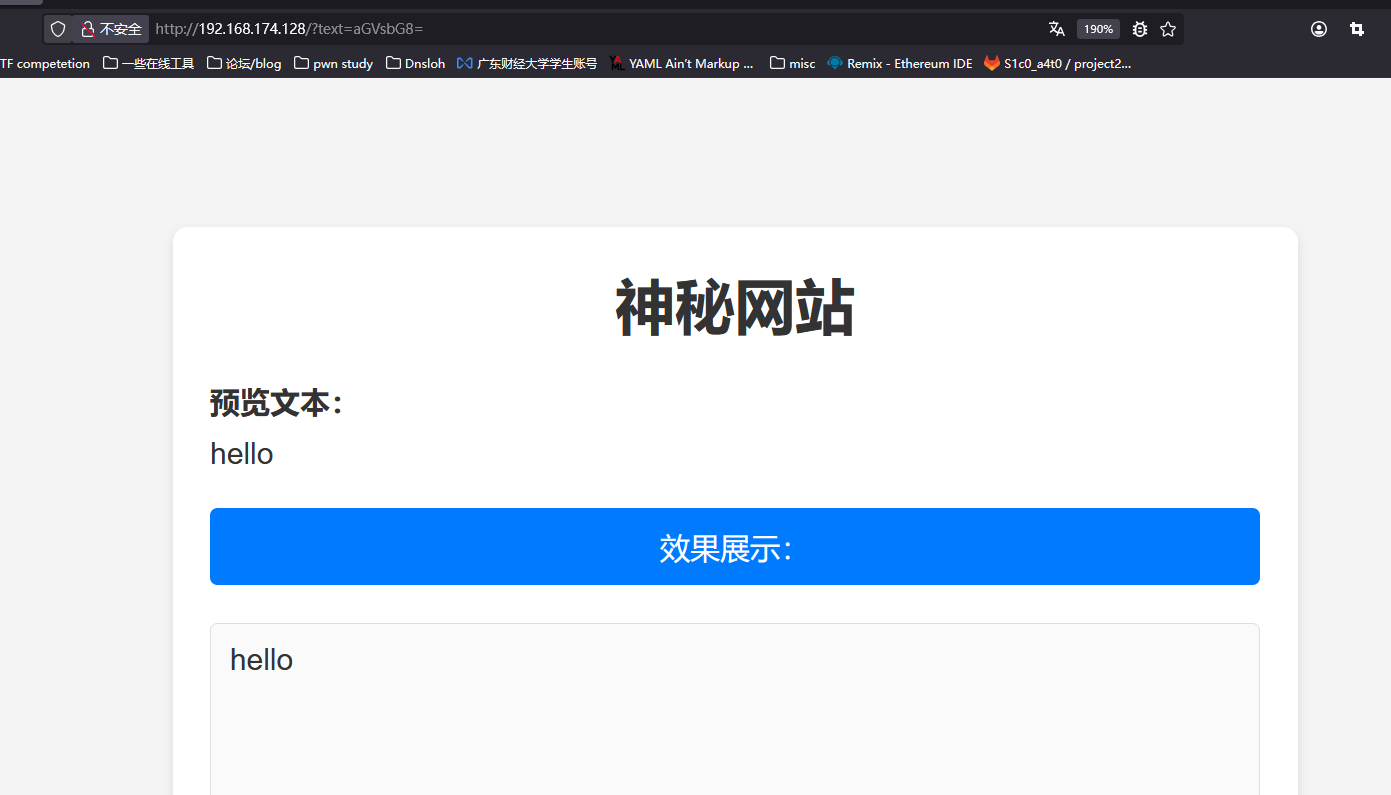 不安全 http://192.168.174.128/?text=aGVsbG8= 190%
TF competetion 一些在线工具 论坛/blog pwn study Dnsloh 广东财经大学学生账号 YAML Ain't Markup ... misc Remix - Ethereum IDE S1c0_a4t0 / project2...
神秘网站
预览文本：
hello
效果展示：
hello